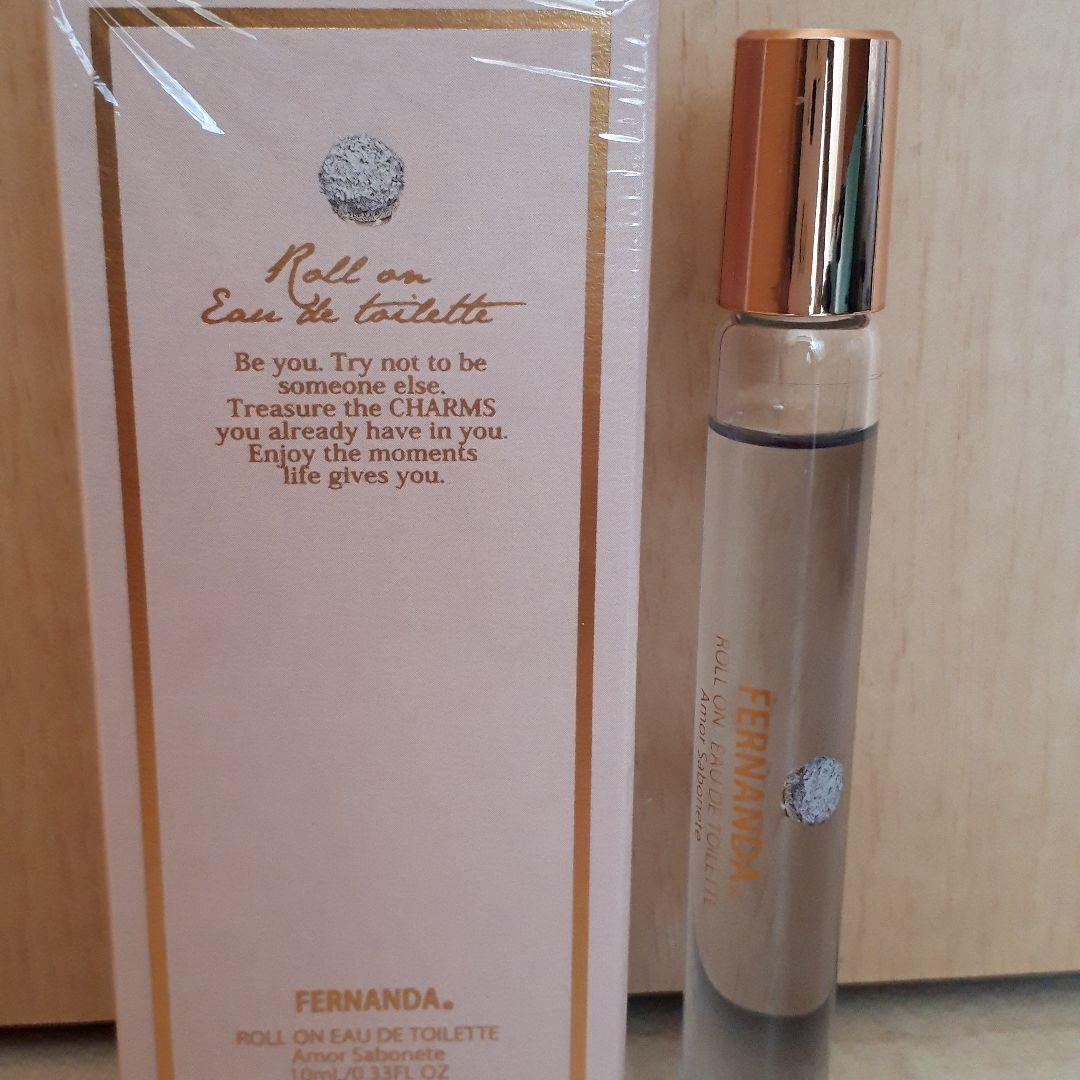 Roll on
Eau de toilette
Be you. Try not to be
someone else.
Treasure the CHARMS
you already have in you.
Enjoy the moments
life gives you.
FERNANDA.
ROLL ON EAU DE TOILETTE
Amor Sabonete
10mL/0.33FL OZ
FERNANDA.
ROLL ON EAU DE TOILETTE
Amor Sabonete